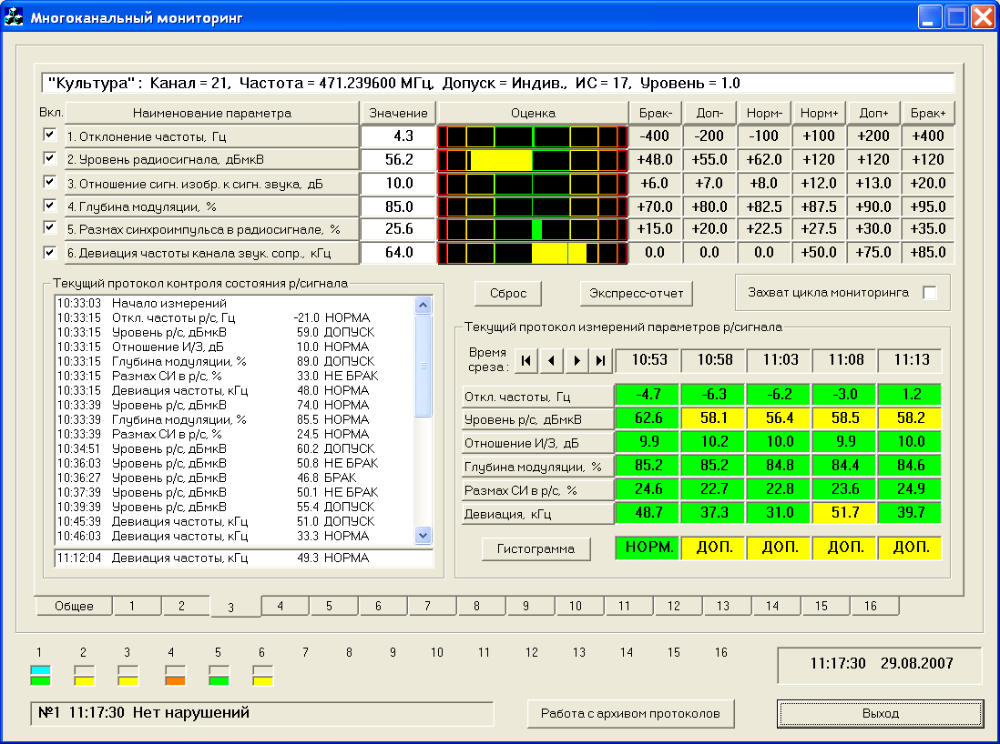 Многоканальный мониторинг
"Культура" : Канал = 21, Частота = 471.239600 МГц, Допуск = Индив., ИС = 17, Уровень = 1.0
Вкл. Наименование параметра Значение Оценка Брак- Доп- Норм- Норм+ Доп+ Брак+
1. Отклонение частоты, Гц 4.3 -400 -200 -100 +100 +200 +400
2. Уровень радиосигнала, дБмкВ 56.2 +48.0 +55.0 +62.0 +120 +120 +120
3. Отношение сигн. изобр. к сигн. звука, дБ 10.0 +6.0 +7.0 +8.0 +12.0 +13.0 +20.0
4. Глубина модуляции, % 85.0 +70.0 +80.0 +82.5 +87.5 +90.0 +95.0
5. Размах синхроимпульса в радиосигнале, % 25.6 +15.0 +20.0 +22.5 +27.5 +30.0 +35.0
6. Девиация частоты канала звук. сопр., кГц 64.0 0.0 0.0 0.0 +50.0 +75.0 +85.0
Текущий протокол контроля состояния р/сигнала
10:33:03 Начало измерений
10:33:15 Откл. частоты р/с, Гц -21.0 НОРМА
10:33:15 Уровень р/с, дБмкВ 59.0 ДОПУСК
10:33:15 Отношение И/З, дБ 10.0 НОРМА
10:33:15 Глубина модуляции, % 89.0 ДОПУСК
10:33:15 Размах СИ в р/с, % 33.0 НЕ БРАК
10:33:15 Девиация частоты, кГц 48.0 НОРМА
10:33:39 Уровень р/с, дБмкВ 74.0 НОРМА
10:33:39 Глубина модуляции, % 85.5 НОРМА
10:33:39 Размах СИ в р/с, % 24.5 НОРМА
10:34:51 Уровень р/с, дБмкВ 60.2 ДОПУСК
10:36:03 Уровень р/с, дБмкВ 50.8 НЕ БРАК
10:36:27 Уровень р/с, дБмкВ 46.8 БРАК
10:37:39 Уровень р/с, дБмкВ 50.1 НЕ БРАК
10:39:39 Уровень р/с, дБмкВ 55.4 ДОПУСК
10:45:39 Девиация частоты, кГц 51.0 ДОПУСК
10:46:03 Девиация частоты, кГц 33.3 НОРМА
11:12:04 Девиация частоты, кГц 49.3 НОРМА
Сброс Экспресс-отчет Захват цикла мониторинга
Текущий протокол измерений параметров р/сигнала
Время
среза : 10:53 10:58 11:03 11:08 11:13
Откл. частоты, Гц -4.7 -6.3 -6.2 -3.0 1.2
Уровень р/с, дБмкВ 62.6 58.1 56.4 58.5 58.2
Отношение И/З, дБ 9.9 10.2 10.0 9.9 10.0
Глубина модуляции, % 85.2 85.2 84.8 84.4 84.6
Размах СИ в р/с, % 24.6 22.7 22.8 23.6 24.9
Девиация, кГц 48.7 37.3 31.0 51.7 39.7
Гистограмма НОРМ. ДОП. ДОП. ДОП. ДОП.
Общее 1 2 3 4 5 6 7 8 9 10 11 12 13 14 15 16
1 2 3 4 5 6 7 8 9 10 11 12 13 14 15 16
11:17:30 29.08.2007
№1 11:17:30 Нет нарушений
Работа с архивом протоколов
Выход